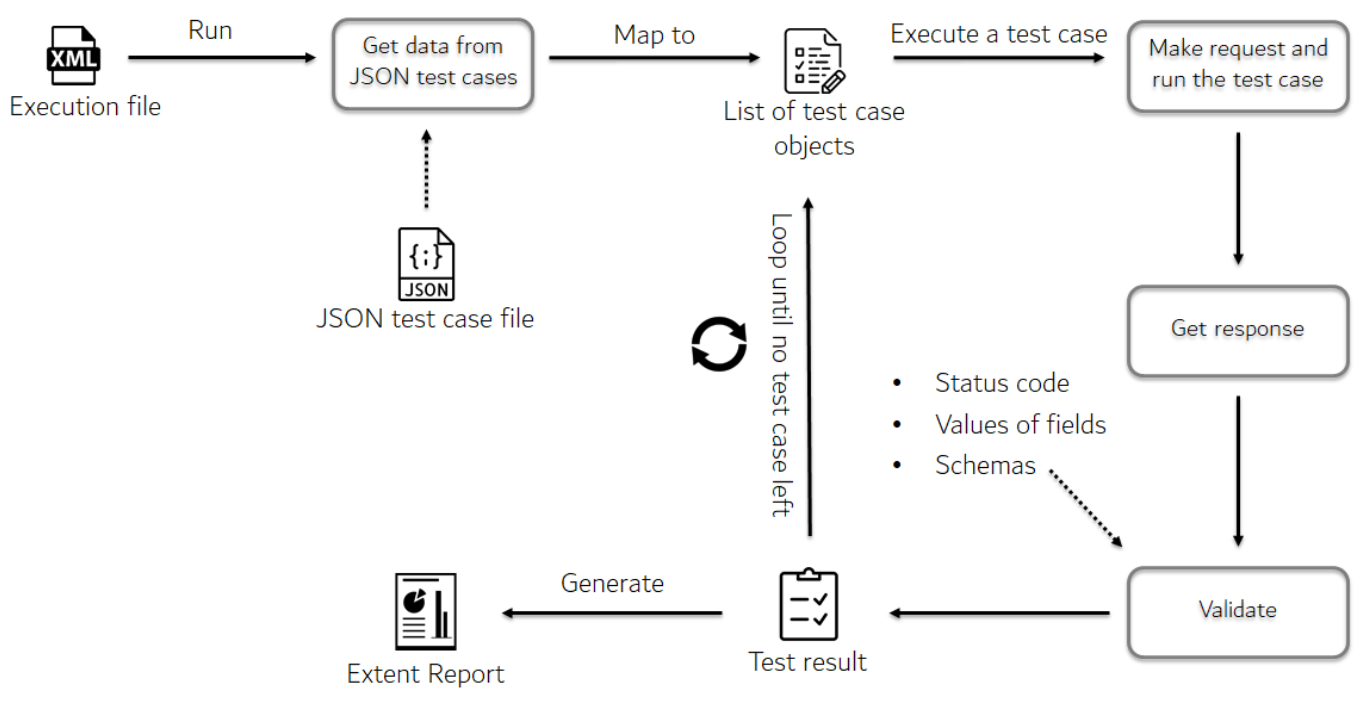 Run
Map to
Execute a test case
XML
Execution file
Get data from
JSON test cases
List of test case
objects
Make request and
run the test case
{;}
JSON
JSON test case file
Loop until no test case left
Get response
• Status code
• Values of fields
• Schemas
Validate
Test result
Generate
Extent Report